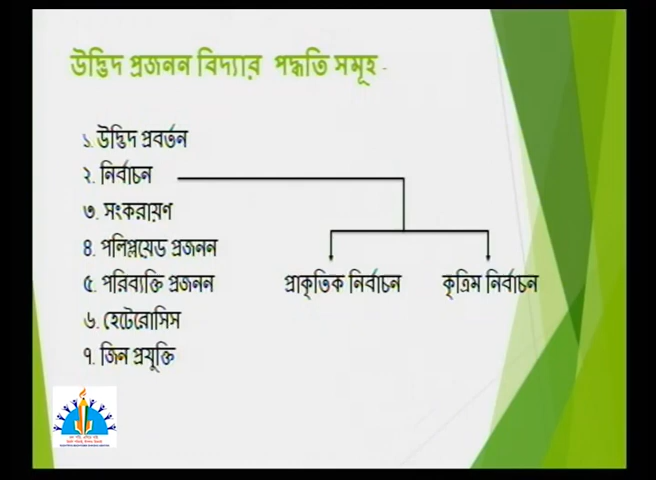 উদ্ভিদ প্রজনন বিদ্যার পদ্ধতি সমূহ -
১. উদ্ভিদ প্রবর্তন
২. নির্বাচন
৩. সংকরায়ণ
৪. পলিপ্লয়েড প্রজনন
৫. পরিব্যক্তি প্রজনন
প্রাকৃতিক নির্বাচন
কৃত্রিম নির্বাচন
৬. হেটেরোসিস
৭. জিন প্রযুক্তি